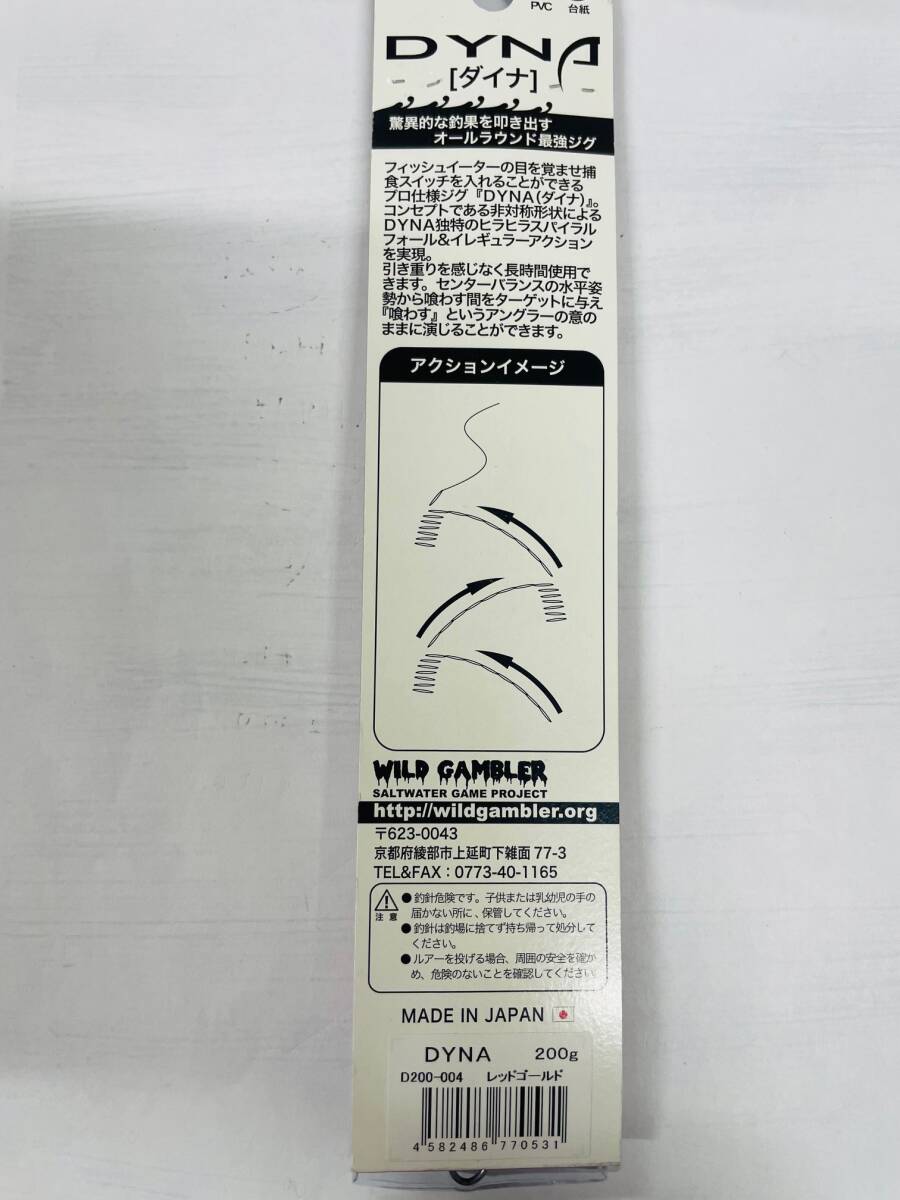 PVC
台紙
DYNA
[ダイナ]
驚異的な釣果を叩き出す
オールラウンド最強ジグ
フィッシュイーターの目を覚ませ捕
食スイッチを入れることができる
プロ仕様ジグ『DYNA(ダイナ)』。
コンセプトである非対称形状による
DYNA独特のヒラヒラスパイラル
フォール&イレギュラーアクション
を実現。
引き重りを感じなく長時間使用で
きます。センターバランスの水平姿
勢から喰わす間をターゲットに与え
『喰わす』というアングラーの意の
ままに演じることができます。
アクションイメージ
WILD GAMBLER
SALTWATER GAME PROJECT
http://wildgambler.org
〒623-0043
京都府綾部市上延町下雑面77-3
TEL&FAX:0773-40-1165
注意
●釣針危険です。子供または乳幼児の手の
届かない所に、保管してください。
●釣針は釣場に捨てず持ち帰って処分して
ください。
●ルアーを投げる場合、周囲の安全を確か
め、危険のないことを確認してください。
MADE IN JAPAN
DYNA 200g
D200-004 レッドゴールド
4 582486 770531